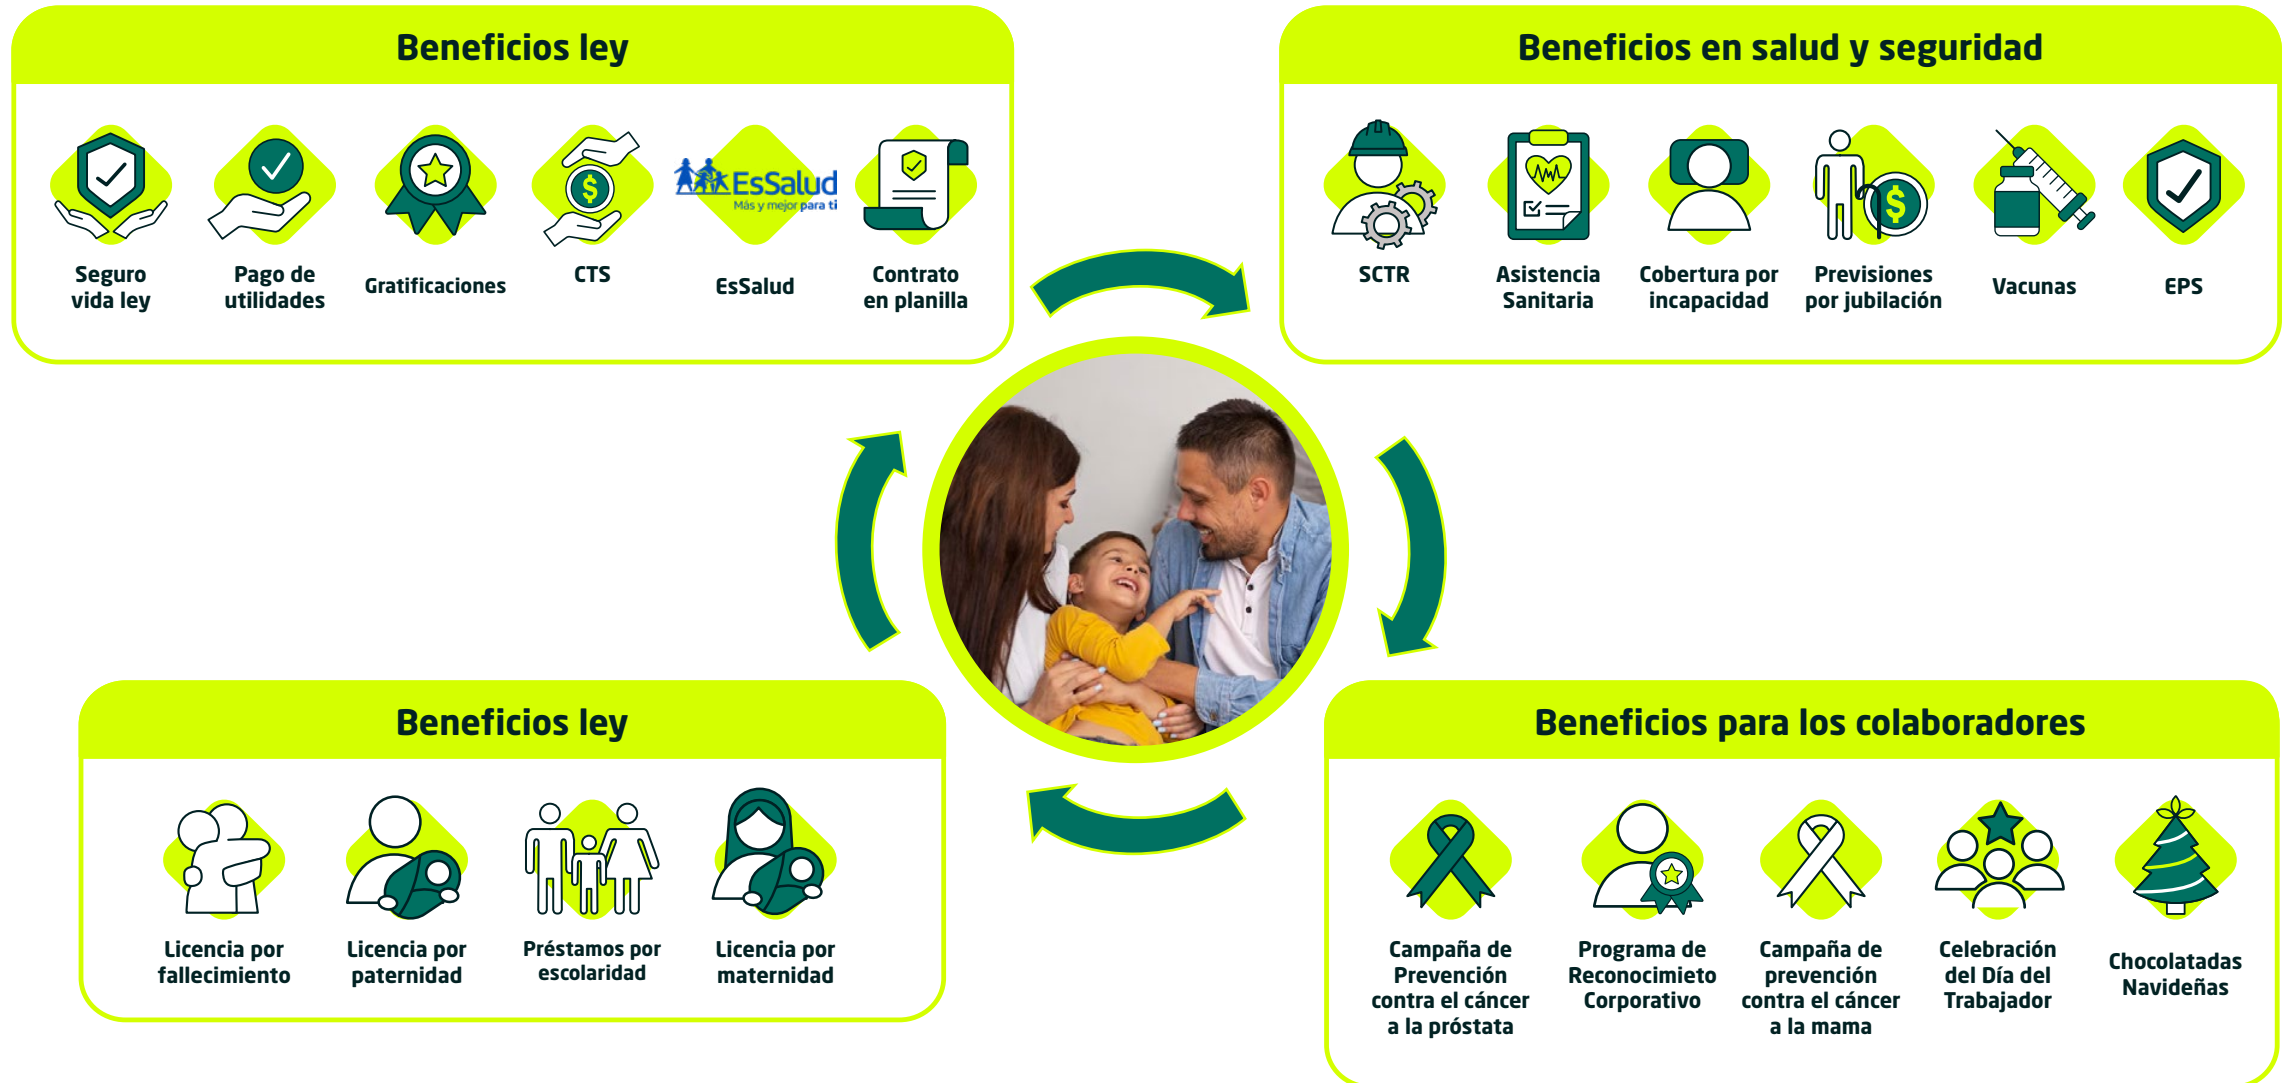 Beneficios ley
EsSalud
Más y mejor para ti
Seguro
vida ley
Pago de
utilidades
Gratificaciones
CTS
EsSalud
Contrato
en planilla
Beneficios en salud y seguridad
SCTR
Asistencia
Sanitaria
Cobertura por
incapacidad
Previsiones
por jubilación
Vacunas
EPS
Beneficios ley
Licencia por
fallecimiento
Licencia por
paternidad
Préstamos por
escolaridad
Licencia por
maternidad
Beneficios para los colaboradores
Campaña de
Prevención
contra el cáncer
a la próstata
Programa de
Reconocimieto
Corporativo
Campaña de
prevención
contra el cáncer
a la mama
Celebración
del Día del
Trabajador
Chocolatadas
Navideñas